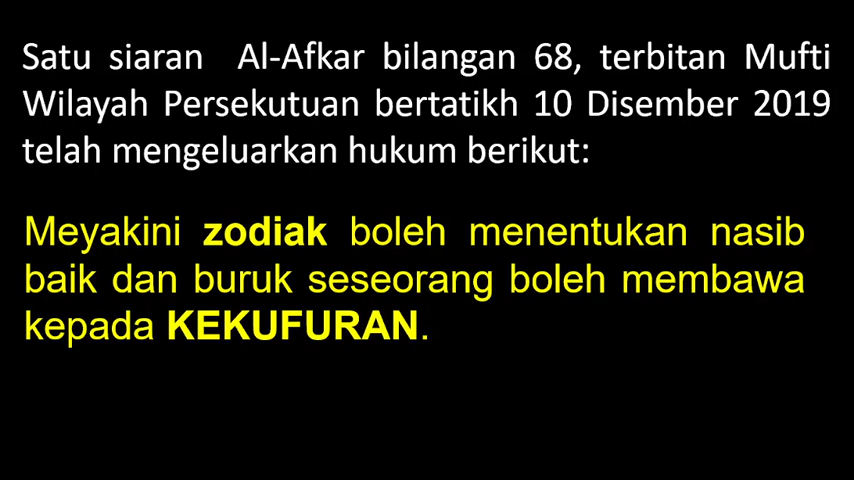 Satu siaran Al-Afkar bilangan 68, terbitan Mufti
Wilayah Persekutuan bertatikh 10 Disember 2019
telah mengeluarkan hukum berikut:
Meyakini zodiak boleh menentukan nasib
baik dan buruk seseorang boleh membawa
kepada KEKUFURAN.